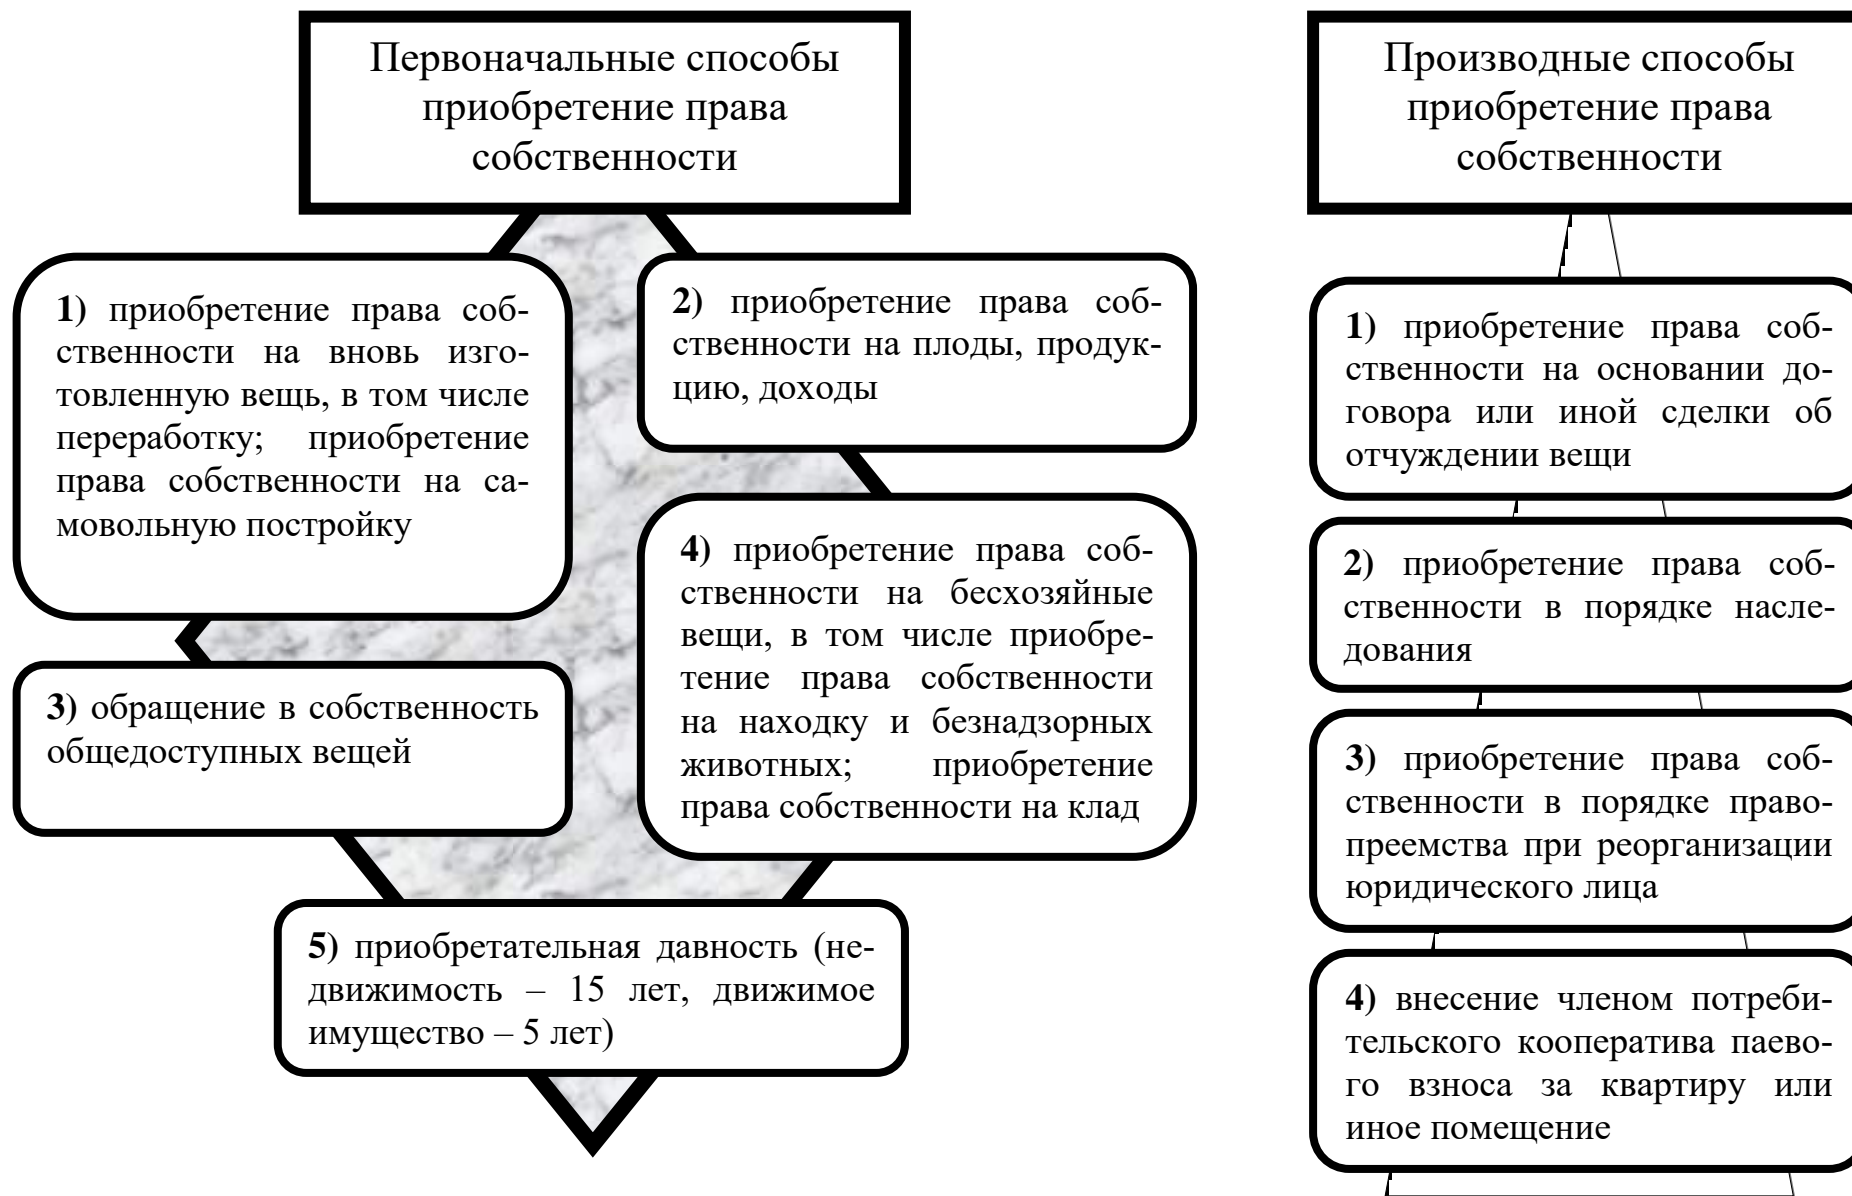 Первоначальные способы
приобретение права
собственности
1) приобретение права соб-
ственности на вновь изго-
товленную вещь, в том числе
переработку; приобретение
права собственности на са-
мовольную постройку
2) приобретение права соб-
ственности на плоды, продук-
цию, доходы
3) обращение в собственность
общедоступных вещей
4) приобретение права соб-
ственности на бесхозяйные
вещи, в том числе приобре-
тение права собственности
на находку и безнадзорных
животных; приобретение
права собственности на клад
5) приобретательная давность (не-
движимость – 15 лет, движимое
имущество – 5 лет)
Производные способы
приобретение права
собственности
1) приобретение права соб-
ственности на основании до-
говора или иной сделки об
отчуждении вещи
2) приобретение права соб-
ственности в порядке насле-
дования
3) приобретение права соб-
ственности в порядке право-
преемства при реорганизации
юридического лица
4) внесение членом потреби-
тельского кооператива паево-
го взноса за квартиру или
иное помещение